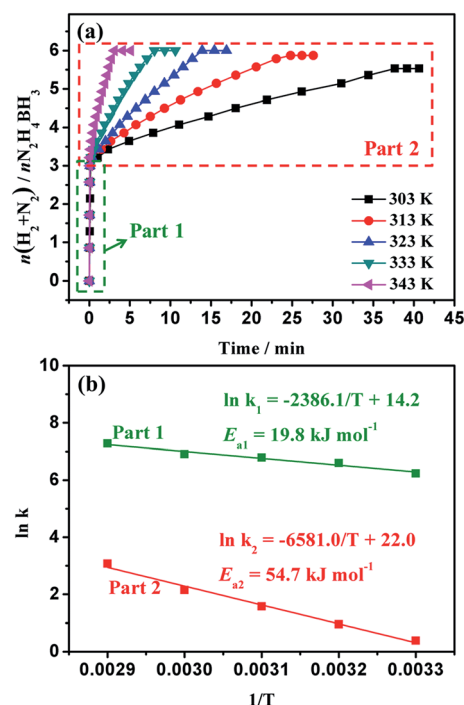 (a)
n(H2+N2) / nN2H4BH3
6
5
4
3
2
1
0
Part 2
Part 1
303 K
313 K
323 K
333 K
343 K
-5 0 5 10 15 20 25 30 35 40 45
Time / min
(b)
ln k
10
8
6
4
2
0
ln k1 = -2386.1/T + 14.2
Part 1
Ea1 = 19.8 kJ mol-1
ln k2 = -6581.0/T + 22.0
Part 2
Ea2 = 54.7 kJ mol-1
0.0029 0.0030 0.0031 0.0032 0.0033
1/T